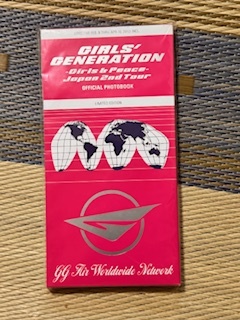 GIRLS'
GENERATION
-Girls & Peace-
Japan 2nd Tour
OFFICIAL PHOTOBOOK
LIMITED EDITION
GG Air Worldwide Network